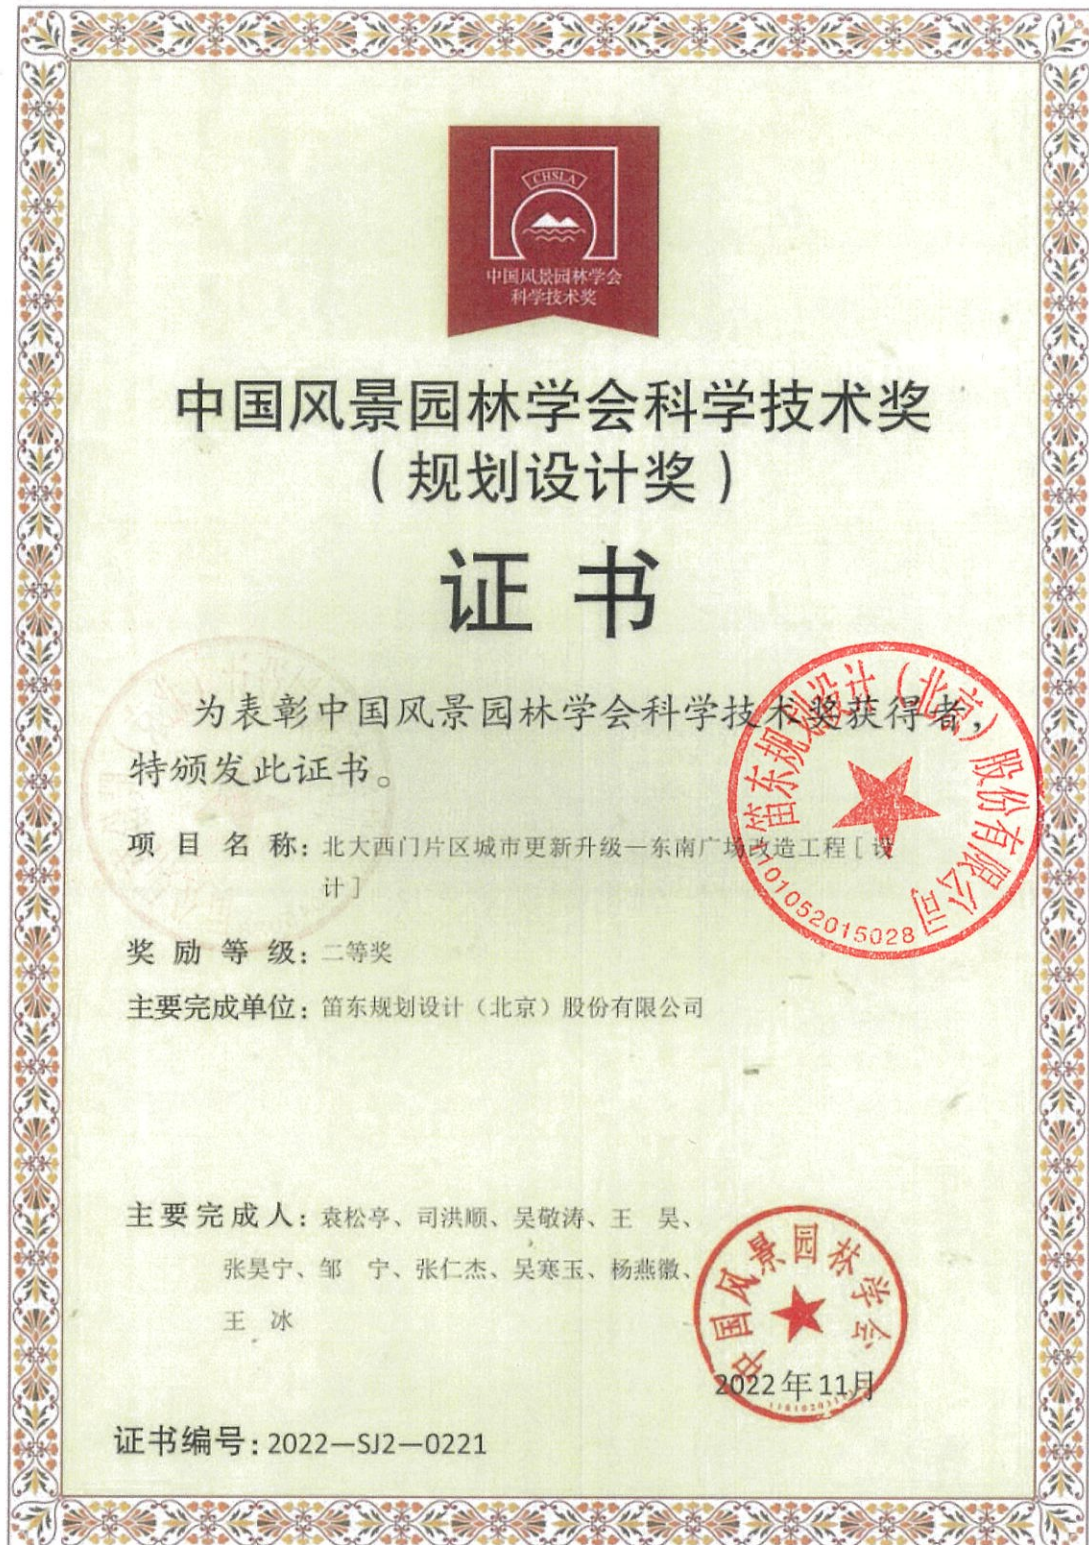 CHSLA
中国风景园林学会
科学技术奖
中国风景园林学会科学技术奖
（规划设计奖）
证书
为表彰中国风景园林学会科学技术奖获得者，
特颁发此证书。
项目名称：北大西门片区城市更新升级—东南广场改造工程［设
计］
奖励等级：二等奖
主要完成单位：笛东规划设计（北京）股份有限公司
笛东规划设计（北京）股份有限公司
1101052015028
主要完成人：袁松亭、司洪顺、吴敬涛、王　昊、
张昊宁、邹　宁、张仁杰、吴寒玉、杨燕徽、
王　冰
中国风景园林学会
2022年11月
证书编号：2022—SJ2—0221